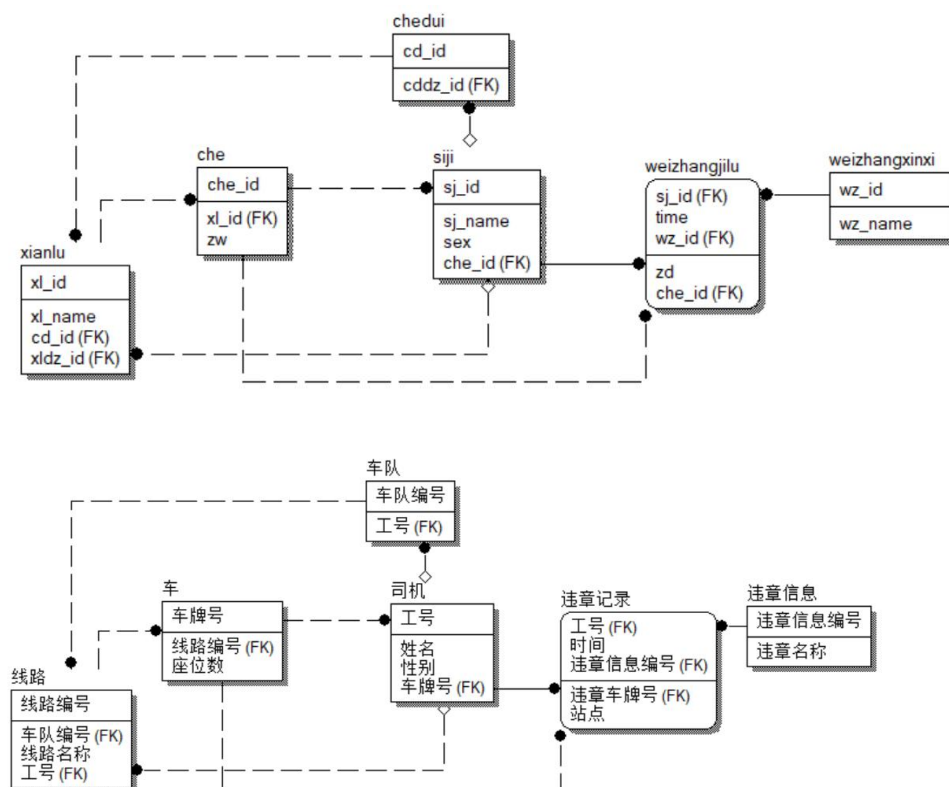 chedui
cd_id
cddz_id (FK)
che
che_id
xl_id (FK)
zw
siji
sj_id
sj_name
sex
che_id (FK)
weizhangjilu
sj_id (FK)
time
wz_id (FK)
zd
che_id (FK)
weizhangxinxi
wz_id
wz_name
xianlu
xl_id
xl_name
cd_id (FK)
xldz_id (FK)
车队
车队编号
工号 (FK)
车
车牌号
线路编号 (FK)
座位数
司机
工号
姓名
性别
车牌号 (FK)
违章记录
工号 (FK)
时间
违章信息编号 (FK)
违章车牌号 (FK)
站点
违章信息
违章信息编号
违章名称
线路
线路编号
车队编号 (FK)
线路名称
工号 (FK)